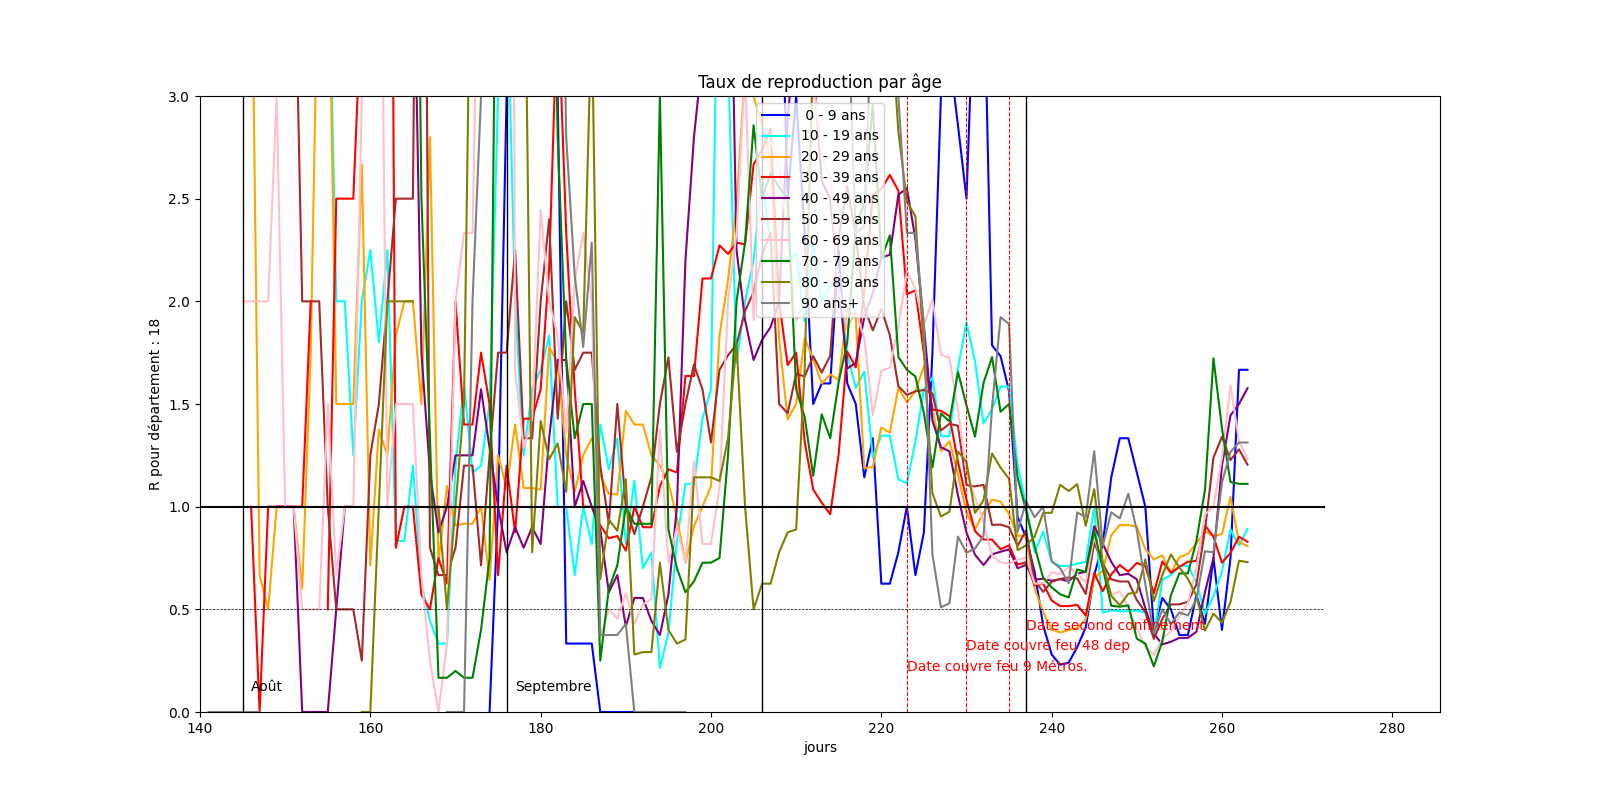 Taux de reproduction par âge
R pour département : 18
3.0
2.5
2.0
1.5
1.0
0.5
0.0
0 - 9 ans
10 - 19 ans
20 - 29 ans
30 - 39 ans
40 - 49 ans
50 - 59 ans
60 - 69 ans
70 - 79 ans
80 - 89 ans
90 ans+
Date second confinement
Date couvre feu 48 dep
Date couvre feu 9 Métros.
Août
Septembre
140 160 180 200 220 240 260 280
jours